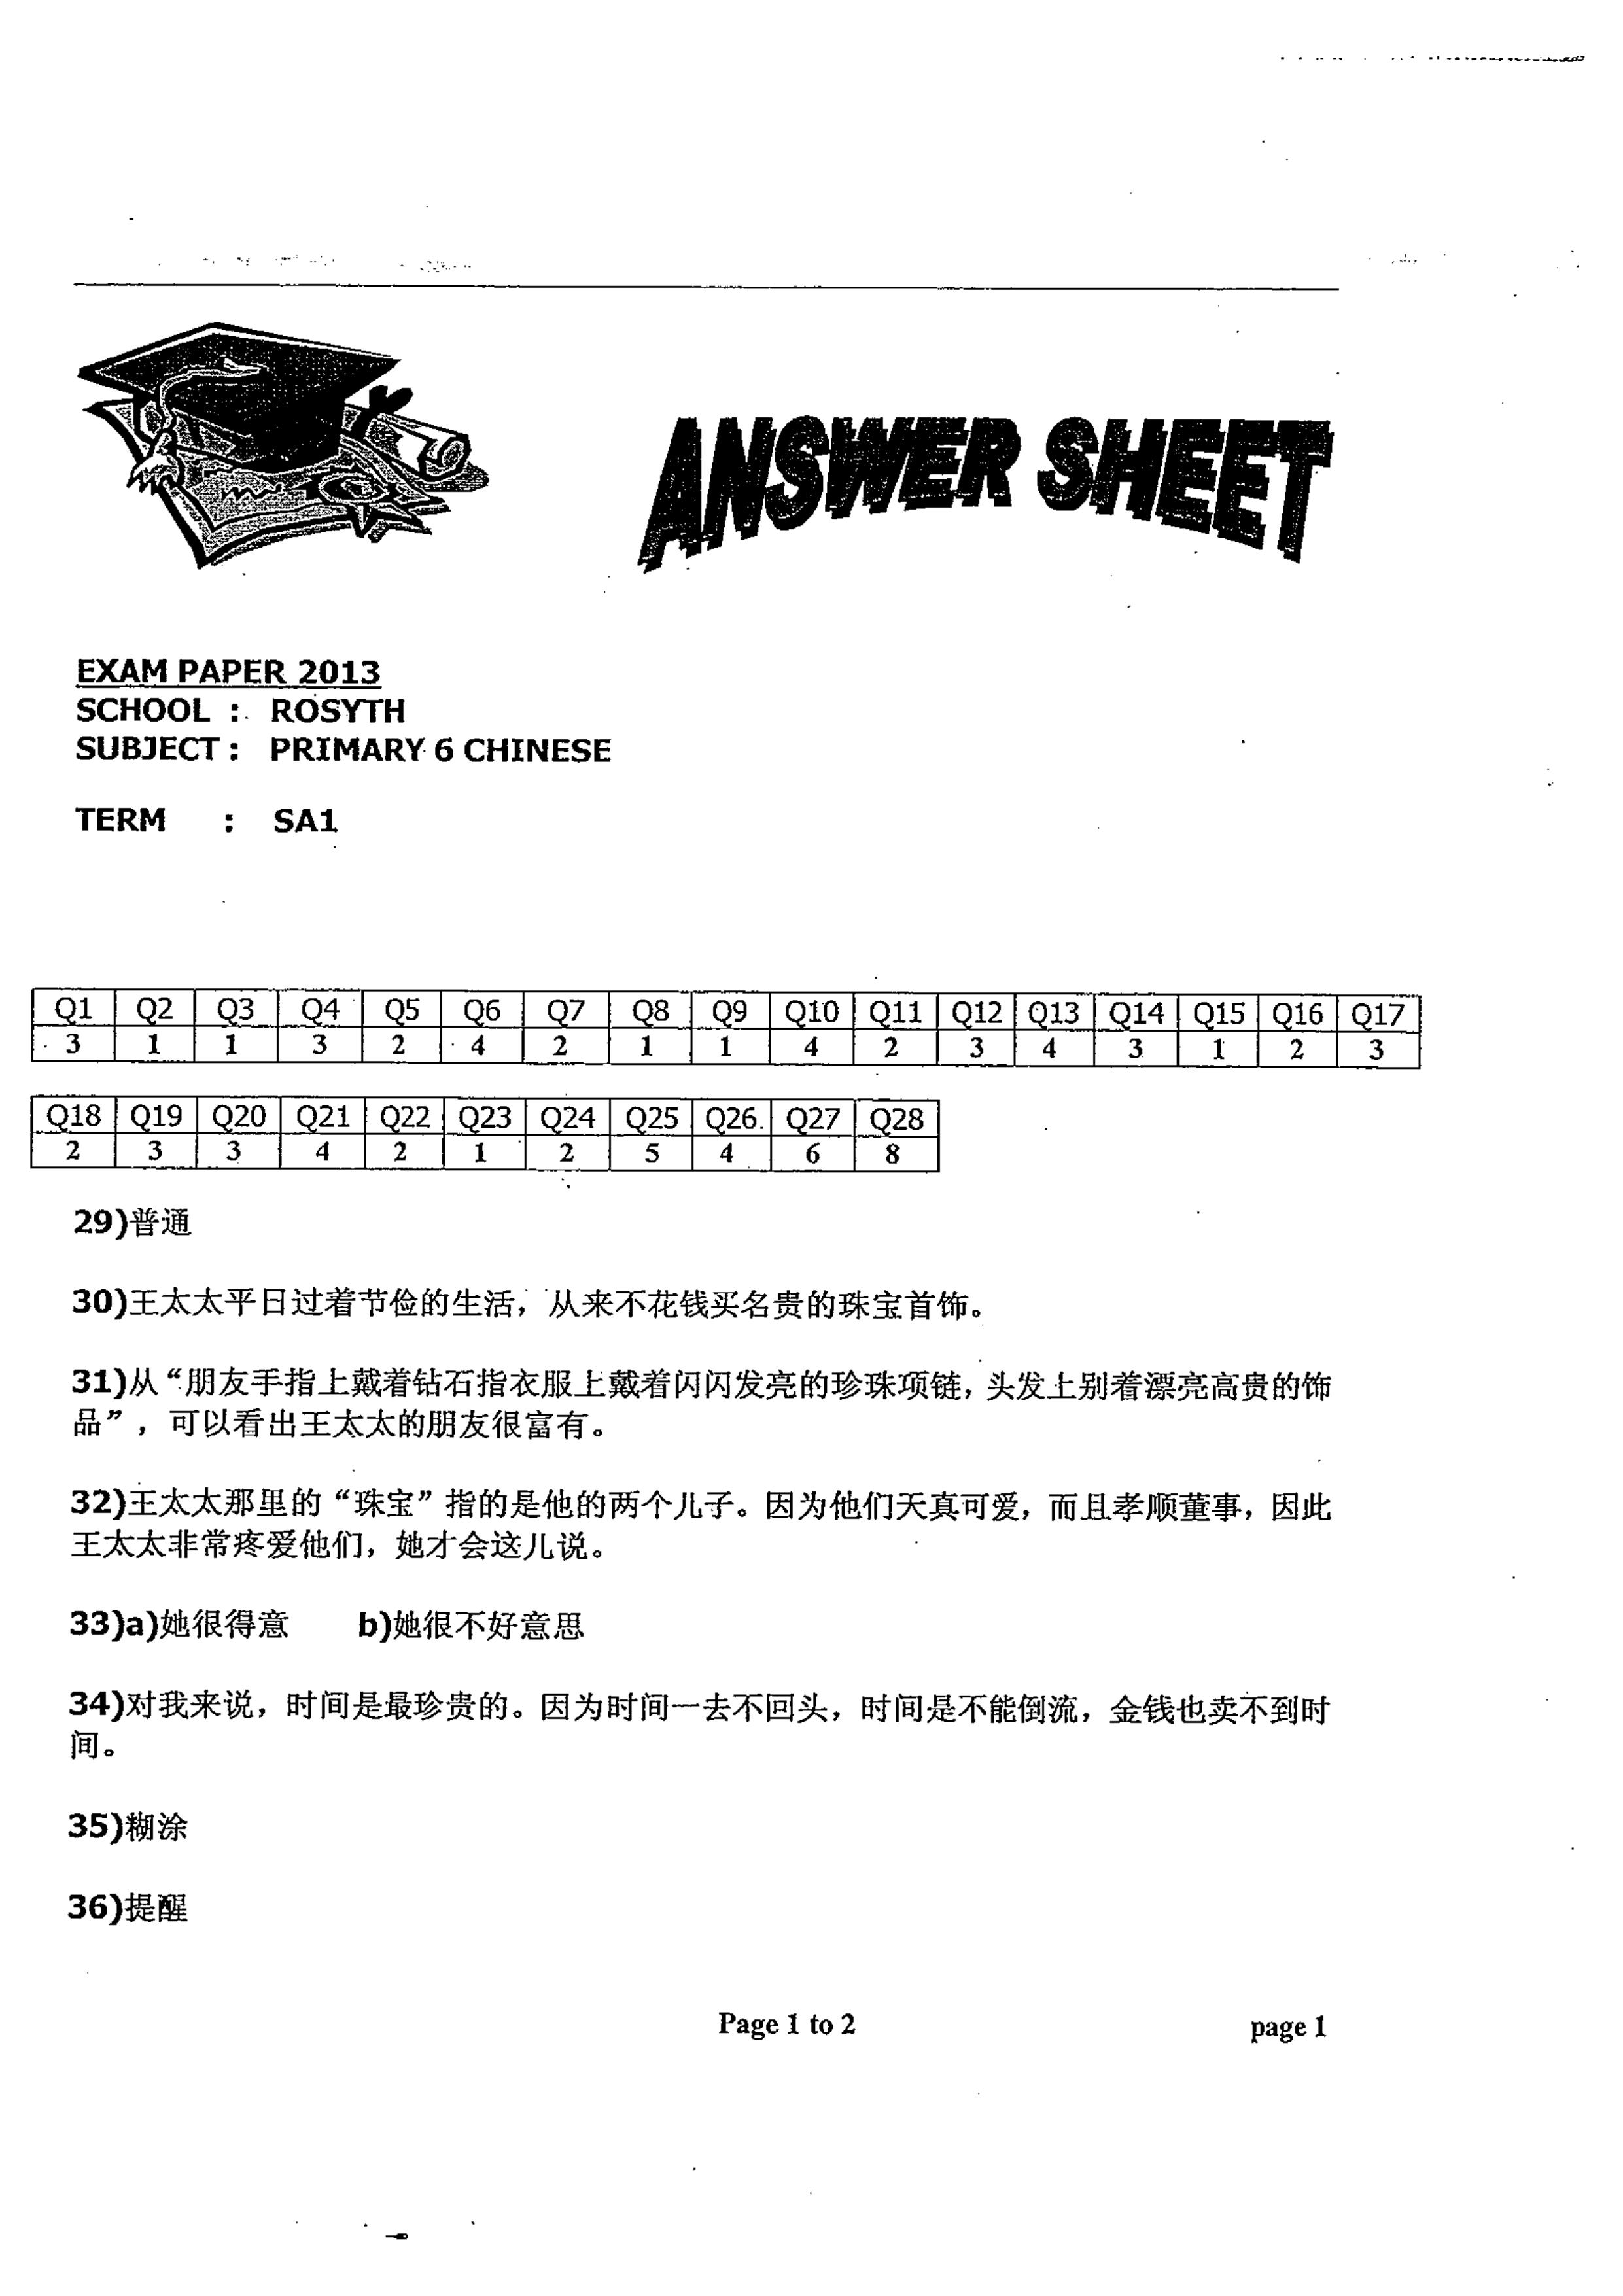 ANSWER SHEET
EXAM PAPER 2013
SCHOOL : ROSYTH
SUBJECT : PRIMARY 6 CHINESE
TERM : SA1
Q1 Q2 Q3 Q4 Q5 Q6 Q7 Q8 Q9 Q10 Q11 Q12 Q13 Q14 Q15 Q16 Q17
3 1 1 3 2 4 2 1 1 4 2 3 4 3 1 2 3
Q18 Q19 Q20 Q21 Q22 Q23 Q24 Q25 Q26 Q27 Q28
2 3 3 4 2 1 2 5 4 6 8
29)普通
30)王太太平日过着节俭的生活，从来不花钱买名贵的珠宝首饰。
31)从“朋友手指上戴着钻石指衣服上戴着闪闪发亮的珍珠项链，头发上别着漂亮高贵的饰
品”，可以看出王太太的朋友很富有。
32)王太太那里的“珠宝”指的是他的两个儿子。因为他们天真可爱，而且孝顺董事，因此
王太太非常疼爱他们，她才会这儿说。
33)a)她很得意 b)她很不好意思
34)对我来说，时间是最珍贵的。因为时间一去不回头，时间是不能倒流，金钱也卖不到时
间。
35)糊涂
36)提醒
Page 1 to 2 page 1